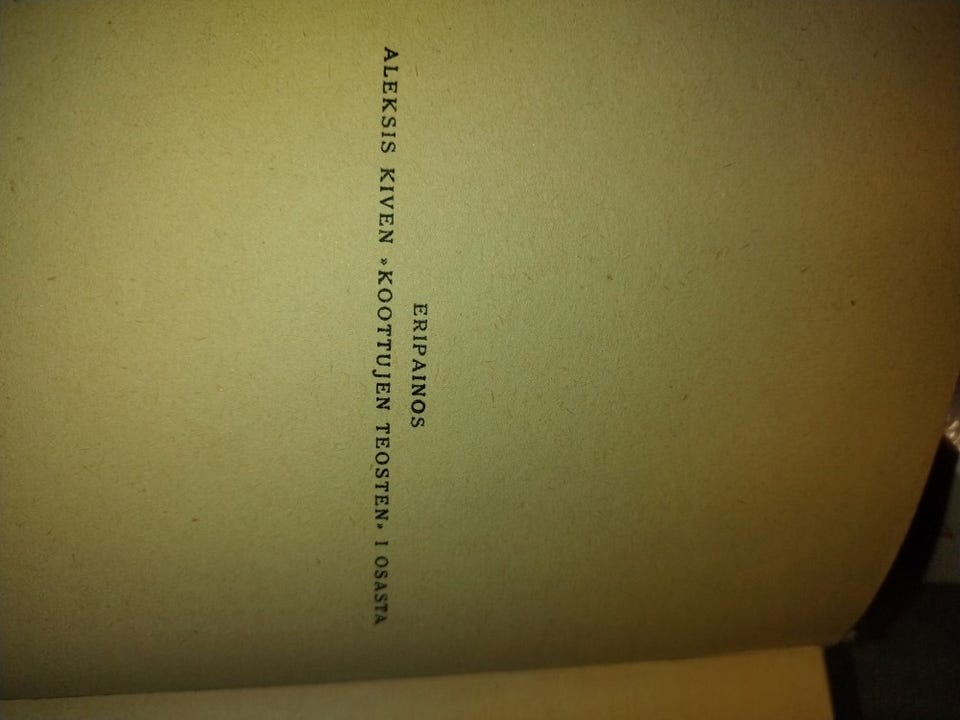 ERIPAINOS
ALEKSIS KIVEN »KOOTTUJEN TEOSTEN» I OSASTA